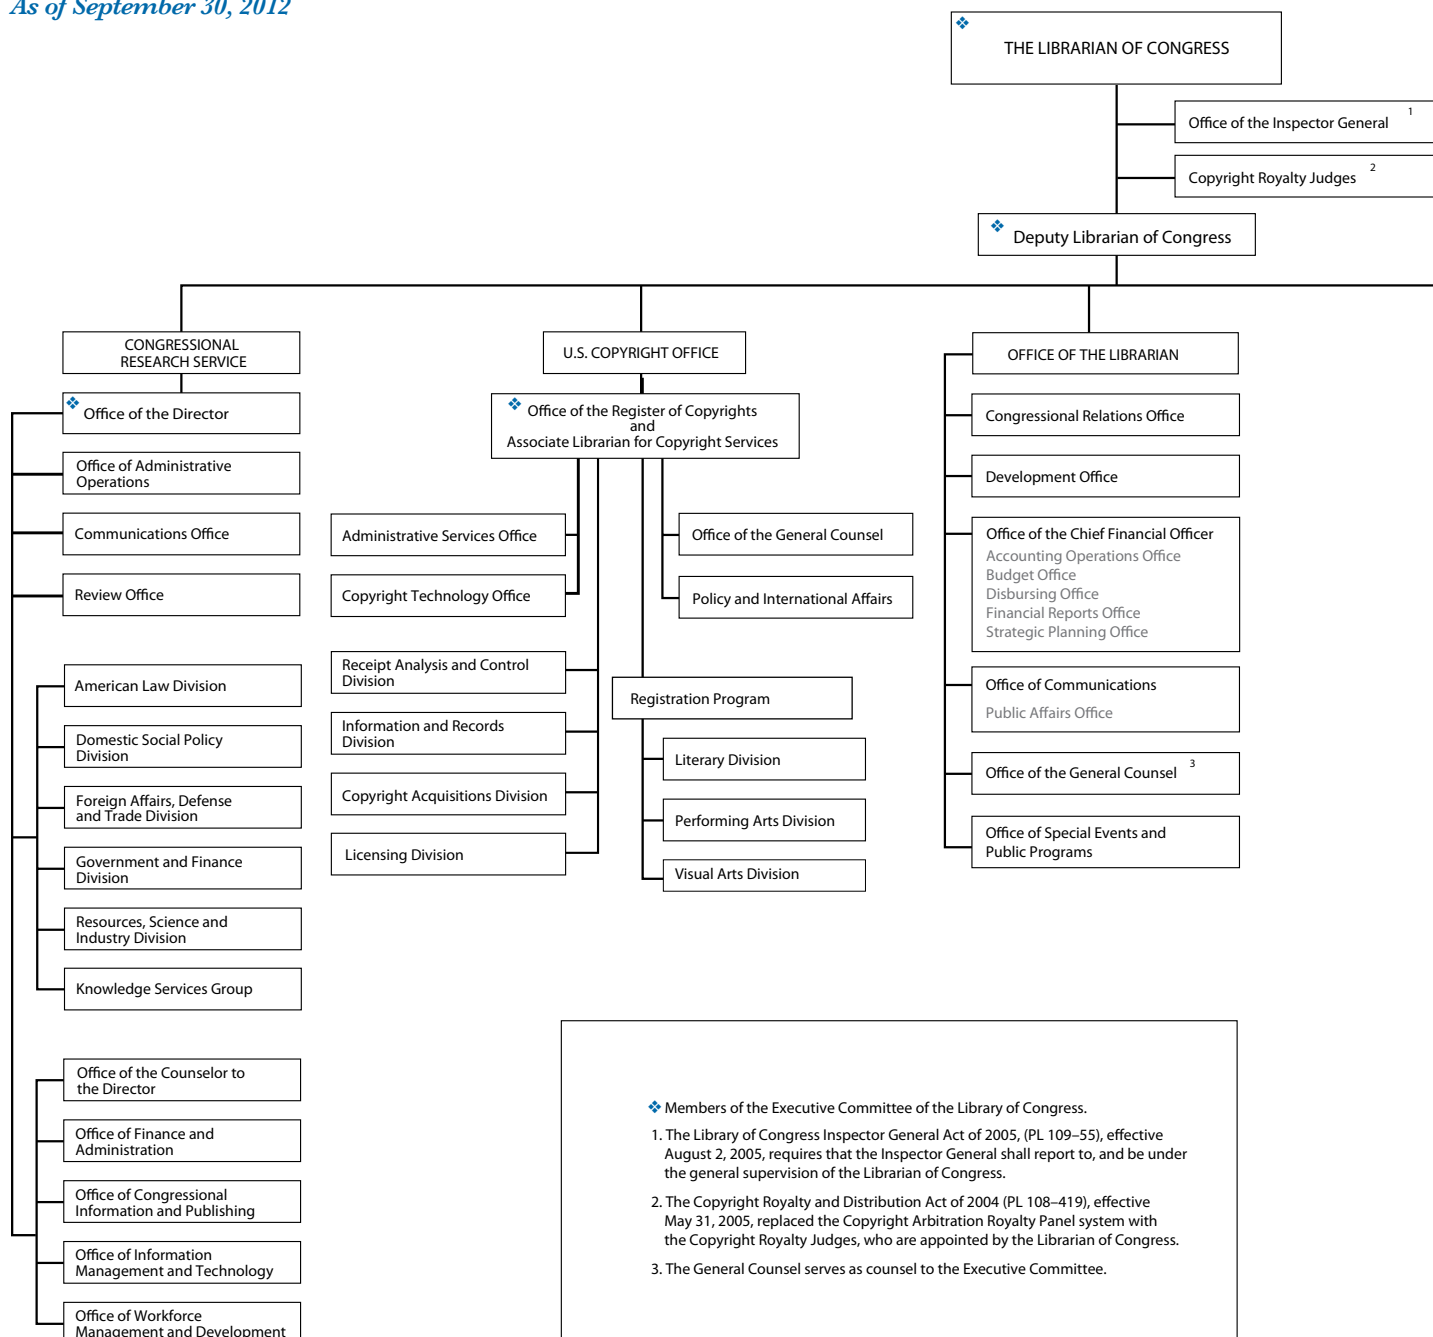 As of September 30, 2012
❖
THE LIBRARIAN OF CONGRESS
Office of the Inspector General 1
Copyright Royalty Judges 2
❖ Deputy Librarian of Congress
CONGRESSIONAL
RESEARCH SERVICE
❖ Office of the Director
Office of Administrative
Operations
Communications Office
Review Office
American Law Division
Domestic Social Policy
Division
Foreign Affairs, Defense
and Trade Division
Government and Finance
Division
Resources, Science and
Industry Division
Knowledge Services Group
Office of the Counselor to
the Director
Office of Finance and
Administration
Office of Congressional
Information and Publishing
Office of Information
Management and Technology
Office of Workforce
Management and Development
U.S. COPYRIGHT OFFICE
❖ Office of the Register of Copyrights
and
Associate Librarian for Copyright Services
Administrative Services Office
Copyright Technology Office
Receipt Analysis and Control
Division
Information and Records
Division
Copyright Acquisitions Division
Licensing Division
Office of the General Counsel
Policy and International Affairs
Registration Program
Literary Division
Performing Arts Division
Visual Arts Division
OFFICE OF THE LIBRARIAN
Congressional Relations Office
Development Office
Office of the Chief Financial Officer
Accounting Operations Office
Budget Office
Disbursing Office
Financial Reports Office
Strategic Planning Office
Office of Communications
Public Affairs Office
Office of the General Counsel 3
Office of Special Events and
Public Programs
❖ Members of the Executive Committee of the Library of Congress.
1. The Library of Congress Inspector General Act of 2005, (PL 109–55), effective
August 2, 2005, requires that the Inspector General shall report to, and be under
the general supervision of the Librarian of Congress.
2. The Copyright Royalty and Distribution Act of 2004 (PL 108–419), effective
May 31, 2005, replaced the Copyright Arbitration Royalty Panel system with
the Copyright Royalty Judges, who are appointed by the Librarian of Congress.
3. The General Counsel serves as counsel to the Executive Committee.